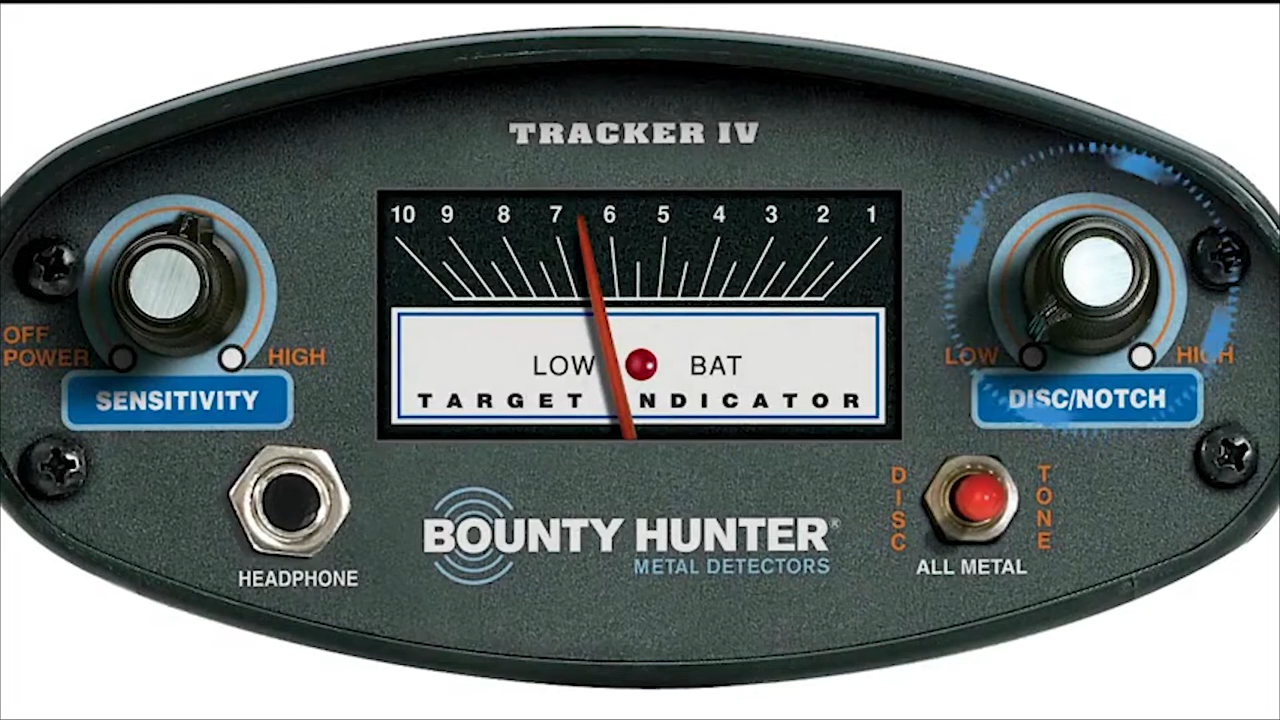 TRACKER IV
10 9 8 7 6 5 4 3 2 1
OFF
POWER
HIGH
SENSITIVITY
LOW BAT
TARGET INDICATOR
LOW
HIGH
DISC/NOTCH
HEADPHONE
BOUNTY HUNTER®
METAL DETECTORS
DISC
TONE
ALL METAL